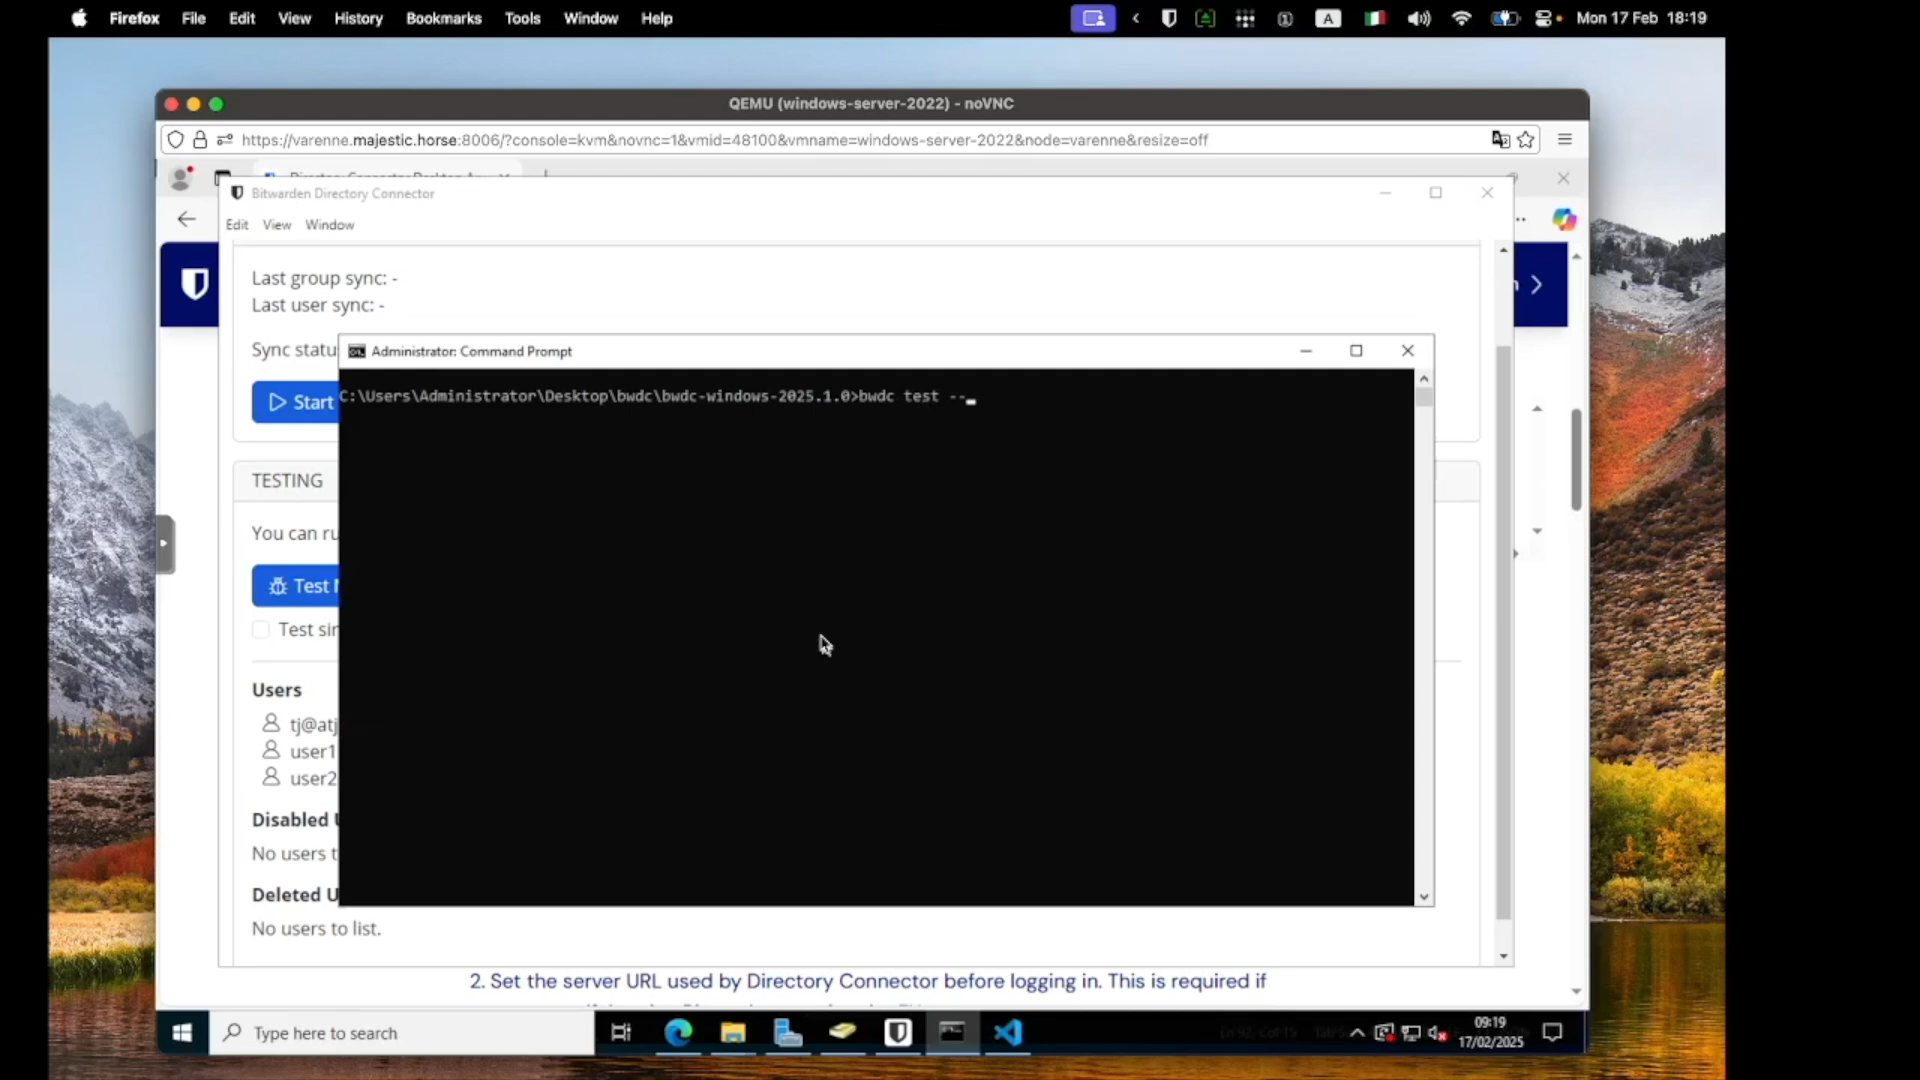 Firefox File Edit View History Bookmarks Tools Window Help
A
Mon 17 Feb 18:19
QEMU (windows-server-2022) - noVNC
https://varenne.majestic.horse:8006/?console=kvm&novnc=1&vmid=48100&vmname=windows-server-2022&node=varenne&resize=off
Bitwarden Directory Connector
Edit View Window
Last group sync: -
Last user sync: -
Sync statu
Start
Administrator: Command Prompt
C:\Users\Administrator\Desktop\bwdc\bwdc-windows-2025.1.0>bwdc test --
TESTING
You can ru
Test N
Test sin
Users
tj@atj
user1
user2
Disabled U
No users t
Deleted U
No users to list.
2. Set the server URL used by Directory Connector before logging in. This is required if
Type here to search
09:19
17/02/2025